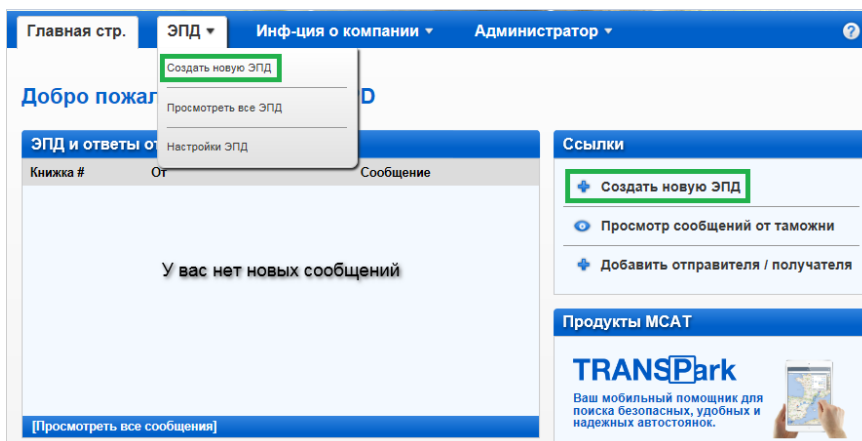 Главная стр. ЭПД ▾ Инф-ция о компании ▾ Администратор ▾ ?
Создать новую ЭПД
Добро пожал D
Просмотреть все ЭПД
Настройки ЭПД
ЭПД и ответы от
Книжка # От Сообщение
У вас нет новых сообщений
[Просмотреть все сообщения]
Ссылки
Создать новую ЭПД
Просмотр сообщений от таможни
Добавить отправителя / получателя
Продукты МСАТ
TRANSPark
Ваш мобильный помощник для
поиска безопасных, удобных и
надежных автостоянок.